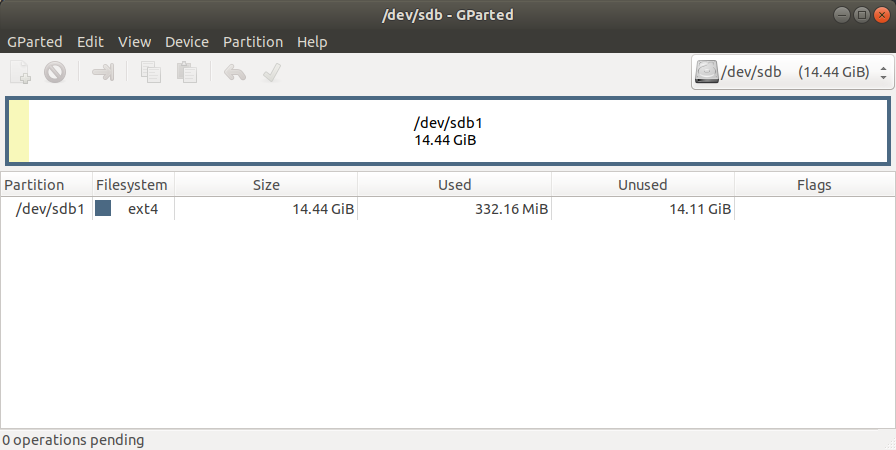 /dev/sdb - GParted
GParted Edit View Device Partition Help
/dev/sdb (14.44 GiB)
/dev/sdb1
14.44 GiB
Partition Filesystem Size Used Unused Flags
/dev/sdb1 ext4 14.44 GiB 332.16 MiB 14.11 GiB
0 operations pending